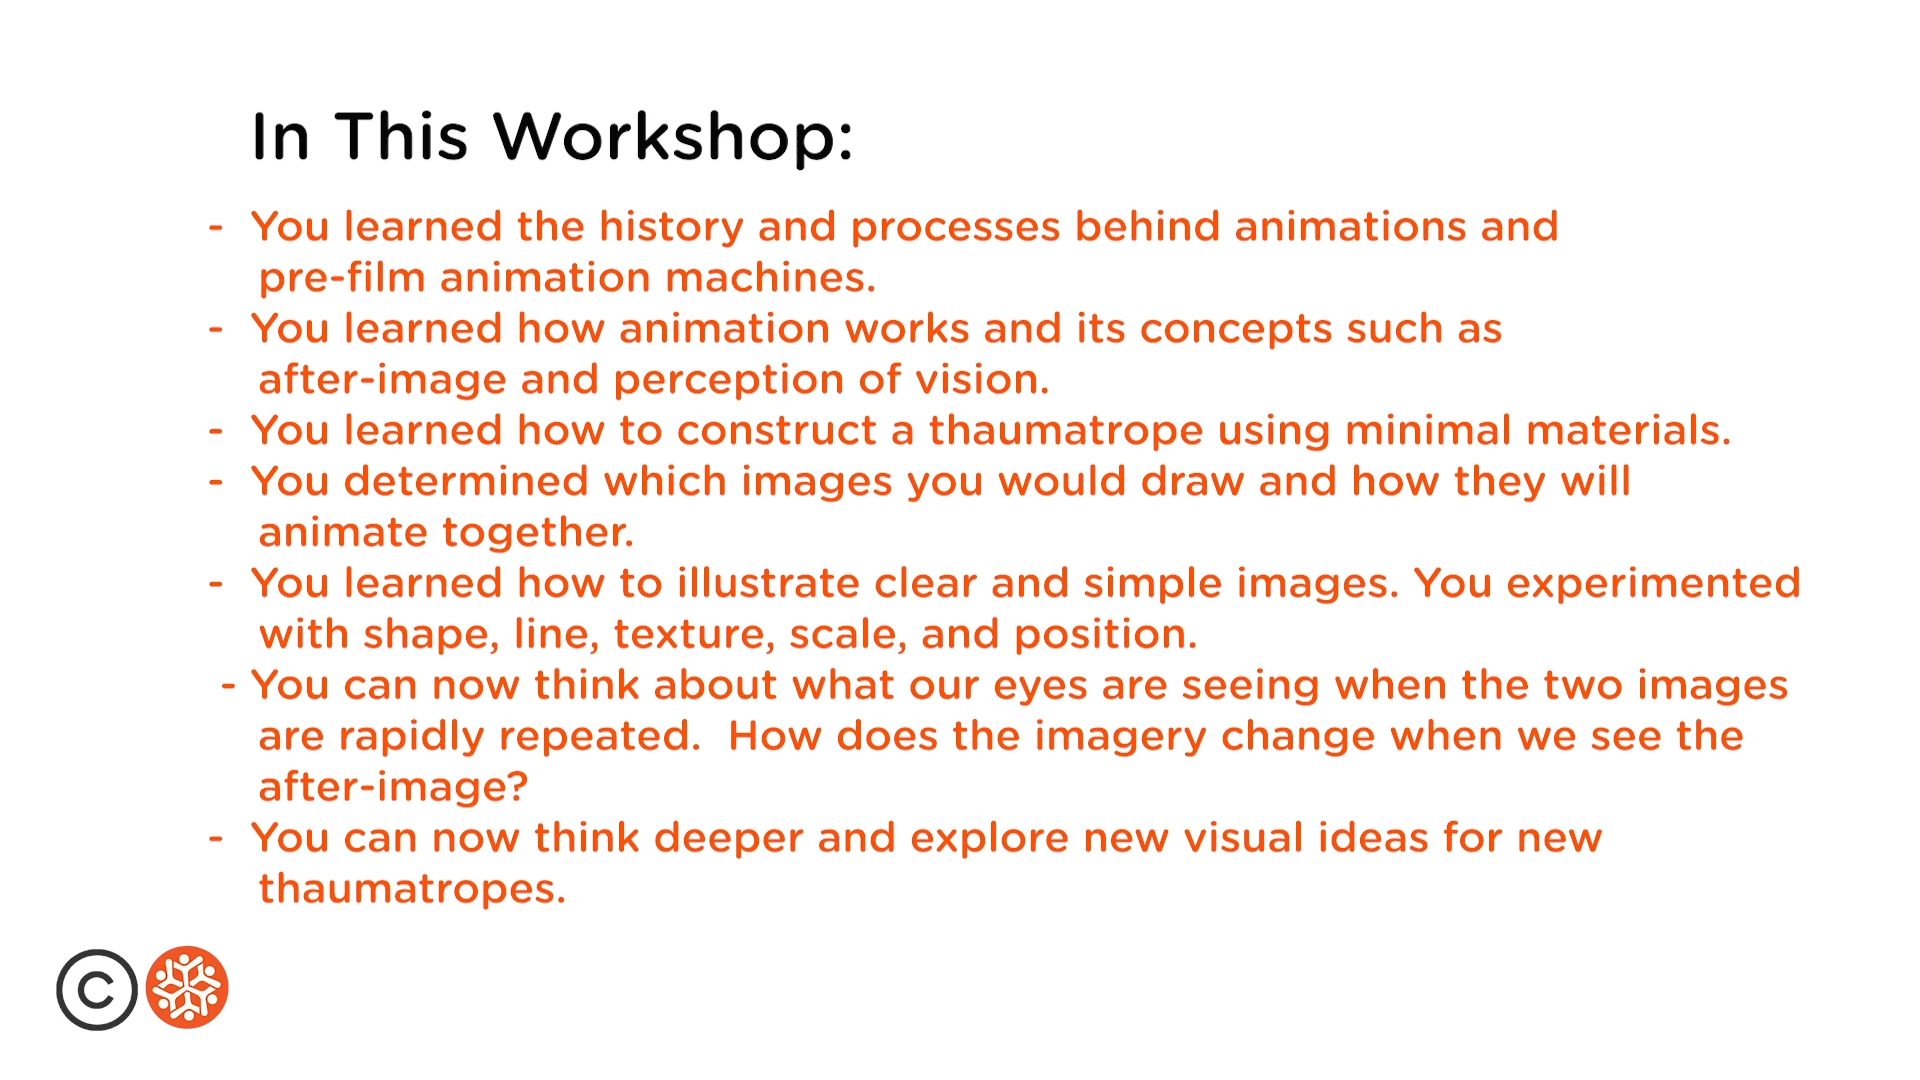 In This Workshop:
- You learned the history and processes behind animations and
pre-film animation machines.
- You learned how animation works and its concepts such as
after-image and perception of vision.
- You learned how to construct a thaumatrope using minimal materials.
- You determined which images you would draw and how they will
animate together.
- You learned how to illustrate clear and simple images. You experimented
with shape, line, texture, scale, and position.
- You can now think about what our eyes are seeing when the two images
are rapidly repeated.  How does the imagery change when we see the
after-image?
- You can now think deeper and explore new visual ideas for new
thaumatropes.
©